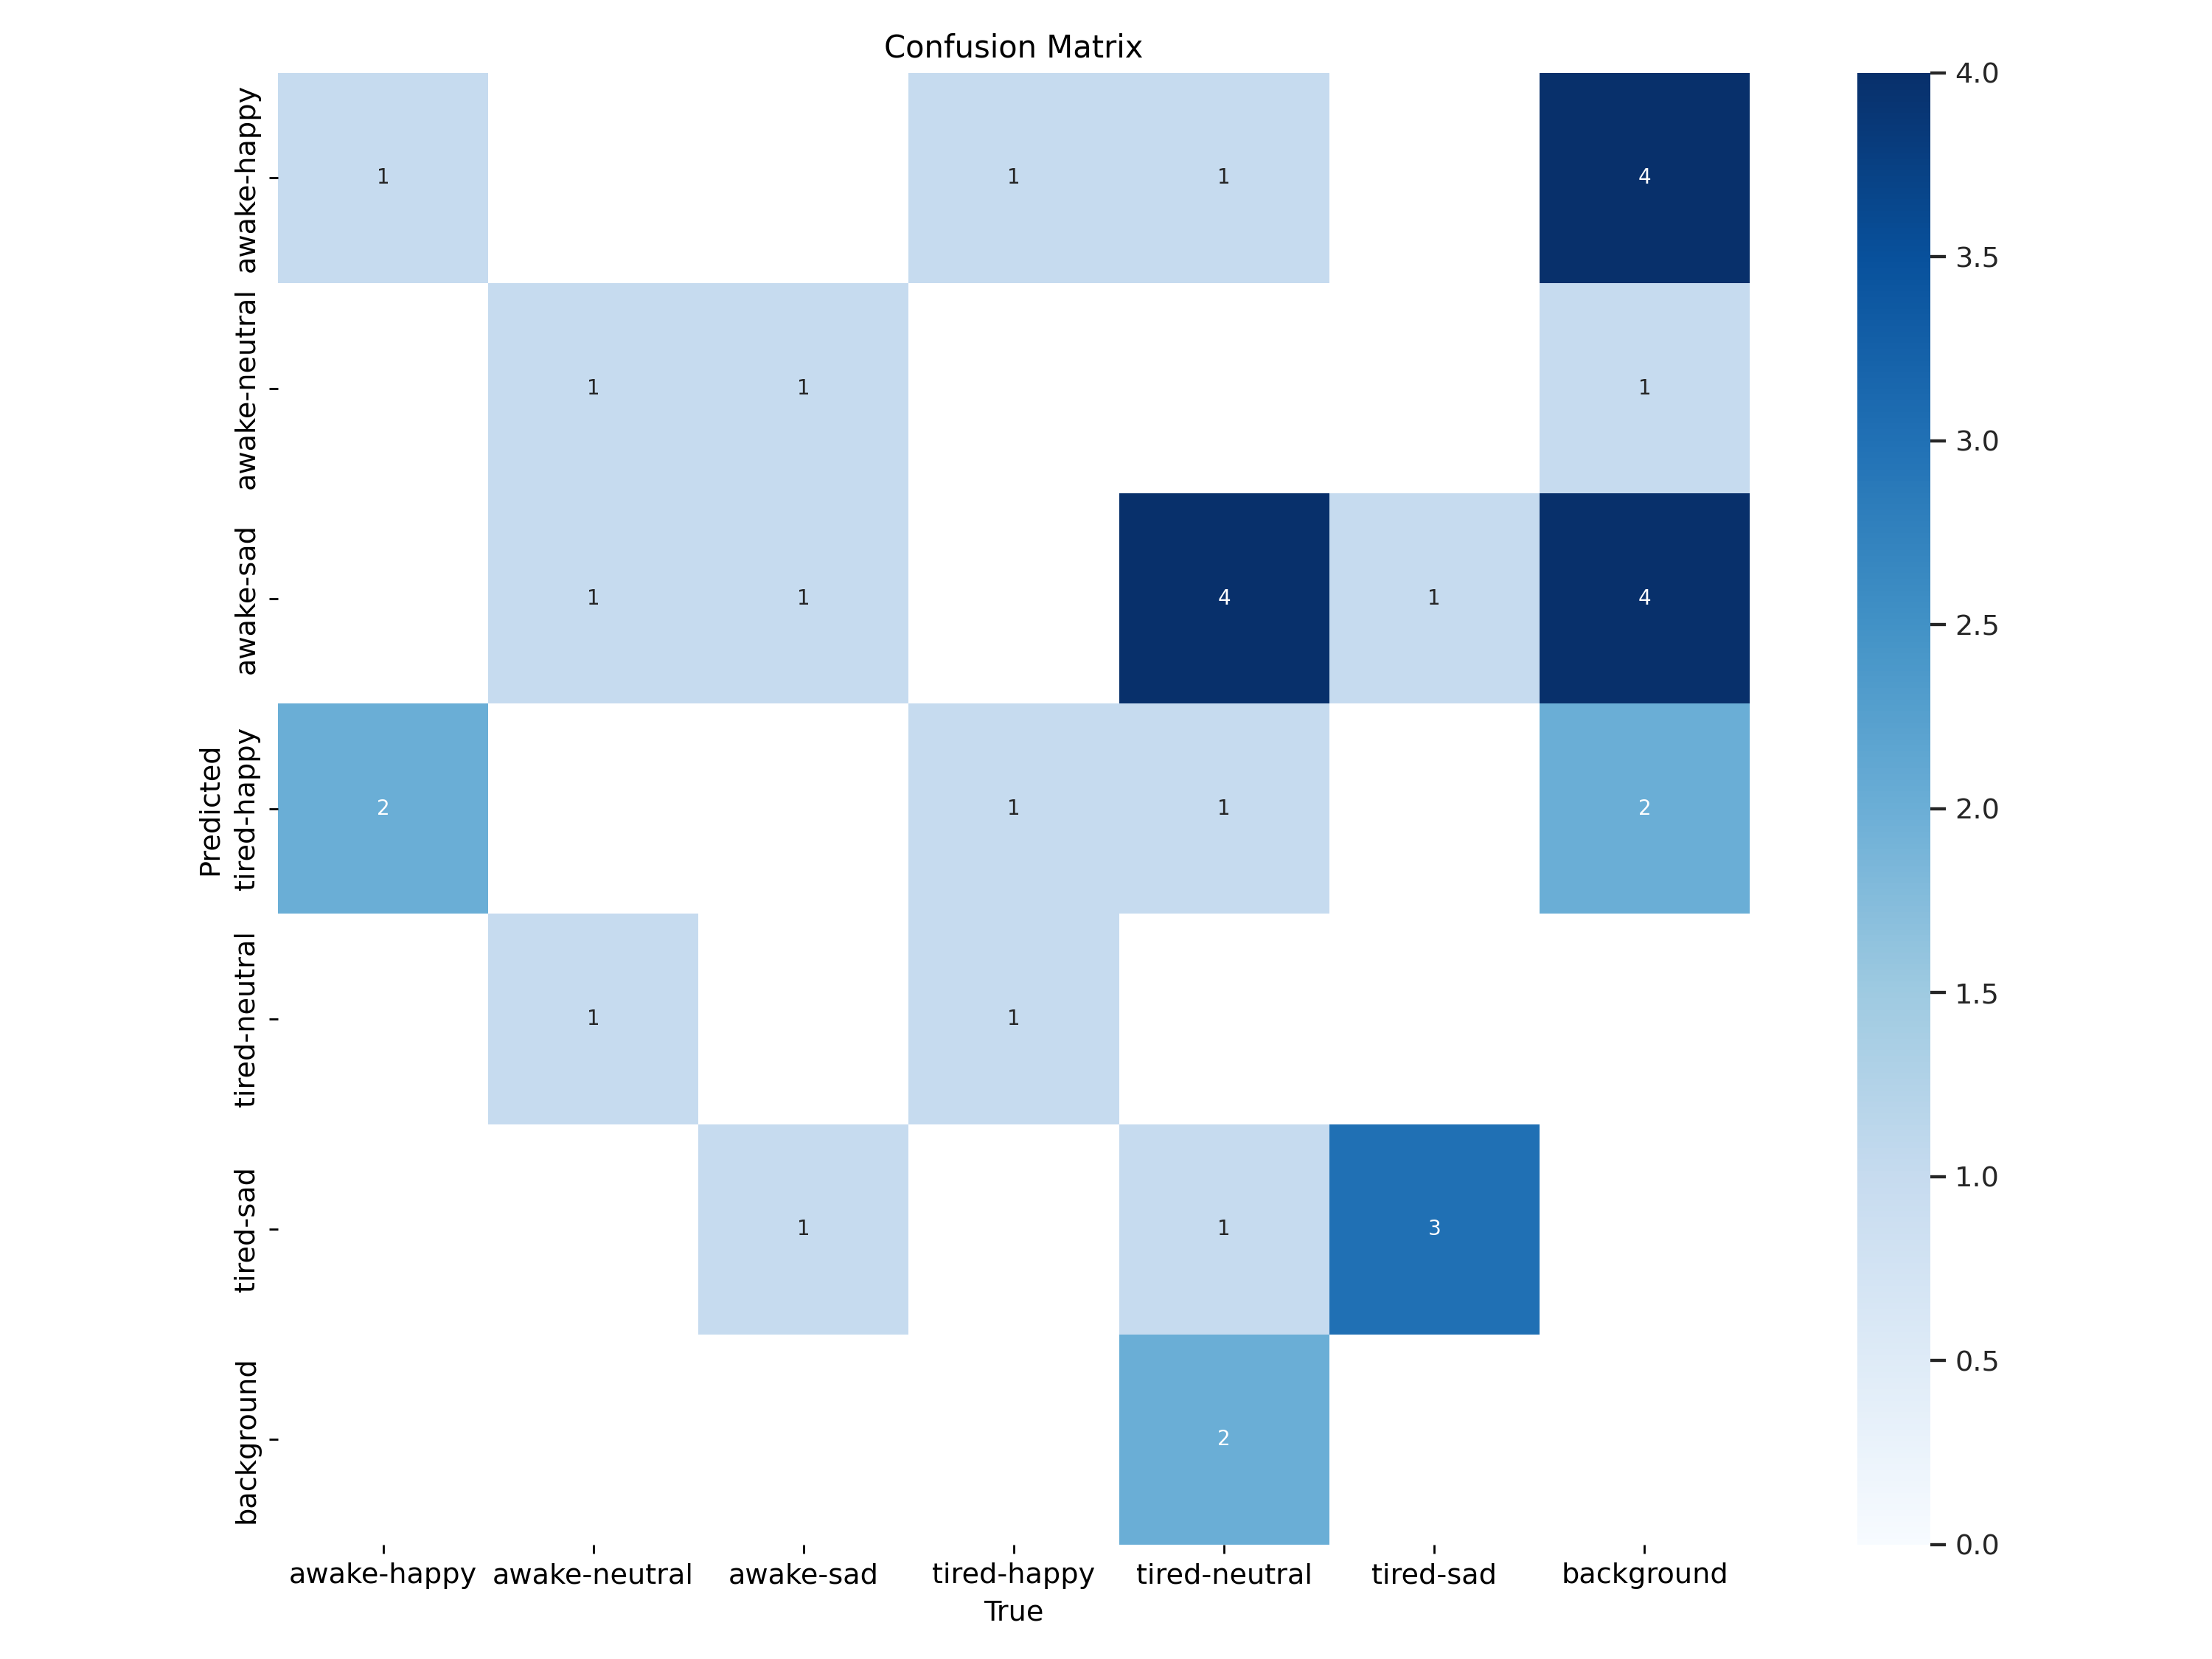 Confusion Matrix
awake-happy
1
1
1
4
4.0
3.5
awake-neutral
1
1
1
3.0
awake-sad
1
1
4
1
4
2.5
Predicted
tired-happy
2
1
1
2
2.0
tired-neutral
1
1
1.5
tired-sad
1
1
3
1.0
background
2
0.5
0.0
awake-happy awake-neutral awake-sad tired-happy tired-neutral tired-sad background
True